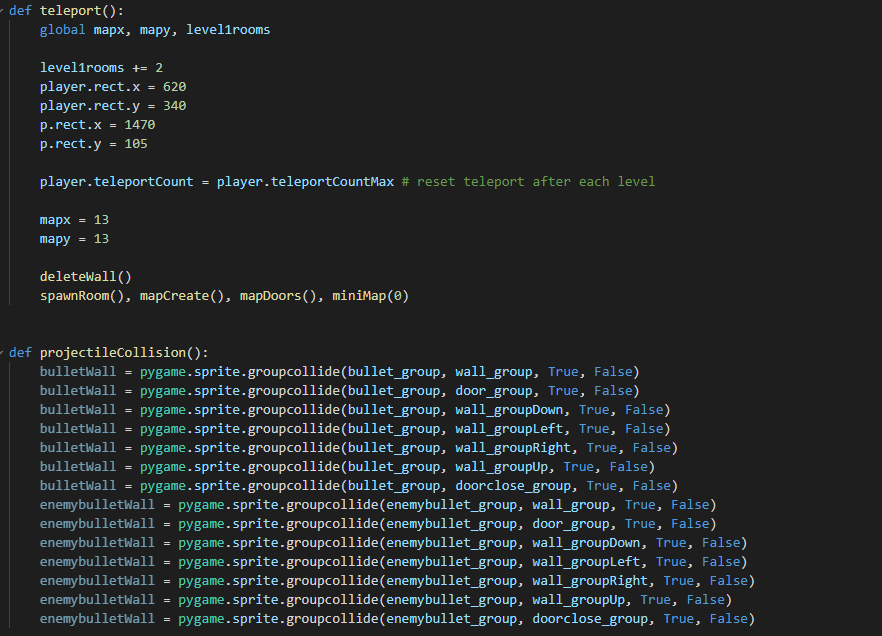 def teleport():
    global mapx, mapy, level1rooms

    level1rooms += 2
    player.rect.x = 620
    player.rect.y = 340
    p.rect.x = 1470
    p.rect.y = 105

    player.teleportCount = player.teleportCountMax # reset teleport after each level

    mapx = 13
    mapy = 13

    deleteWall()
    spawnRoom(), mapCreate(), mapDoors(), miniMap(0)


def projectileCollision():
    bulletWall = pygame.sprite.groupcollide(bullet_group, wall_group, True, False)
    bulletWall = pygame.sprite.groupcollide(bullet_group, door_group, True, False)
    bulletWall = pygame.sprite.groupcollide(bullet_group, wall_groupDown, True, False)
    bulletWall = pygame.sprite.groupcollide(bullet_group, wall_groupLeft, True, False)
    bulletWall = pygame.sprite.groupcollide(bullet_group, wall_groupRight, True, False)
    bulletWall = pygame.sprite.groupcollide(bullet_group, wall_groupUp, True, False)
    bulletWall = pygame.sprite.groupcollide(bullet_group, doorclose_group, True, False)
    enemybulletWall = pygame.sprite.groupcollide(enemybullet_group, wall_group, True, False)
    enemybulletWall = pygame.sprite.groupcollide(enemybullet_group, door_group, True, False)
    enemybulletWall = pygame.sprite.groupcollide(enemybullet_group, wall_groupDown, True, False)
    enemybulletWall = pygame.sprite.groupcollide(enemybullet_group, wall_groupLeft, True, False)
    enemybulletWall = pygame.sprite.groupcollide(enemybullet_group, wall_groupRight, True, False)
    enemybulletWall = pygame.sprite.groupcollide(enemybullet_group, wall_groupUp, True, False)
    enemybulletWall = pygame.sprite.groupcollide(enemybullet_group, doorclose_group, True, False)